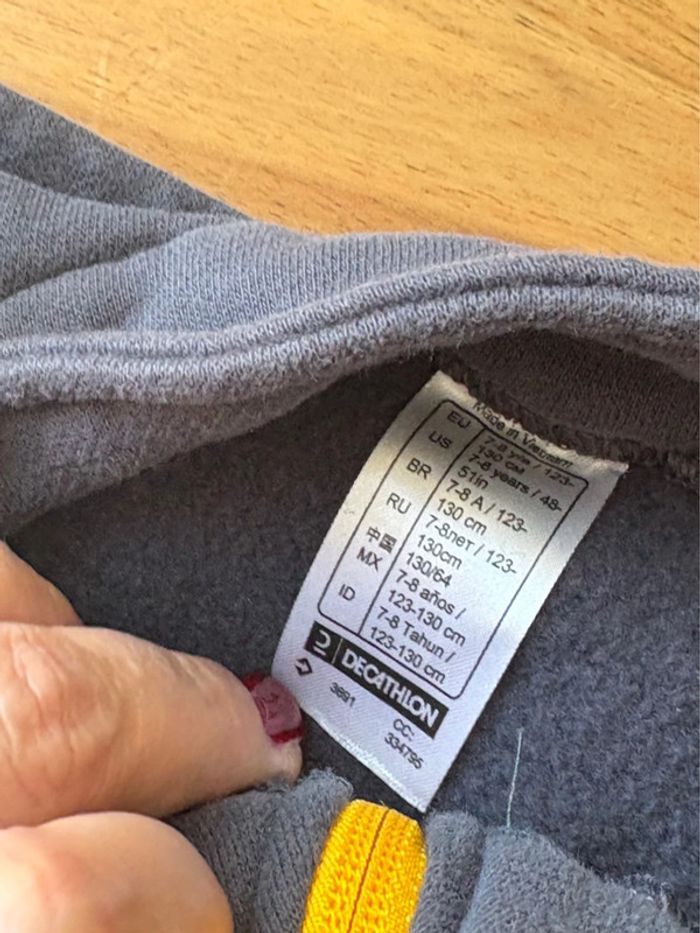 Made in Vietnam
EU 7-8 yrs / 123-
130 cm
US 7-8 years / 48-
51in
BR 7-8 A / 123-
130 cm
RU 7-8лет / 123-
130cm
中国 130/64
MX 7-8 años /
123-130 cm
ID 7-8 Tahun /
123-130 cm
DECATHLON
3691 CC:
334795